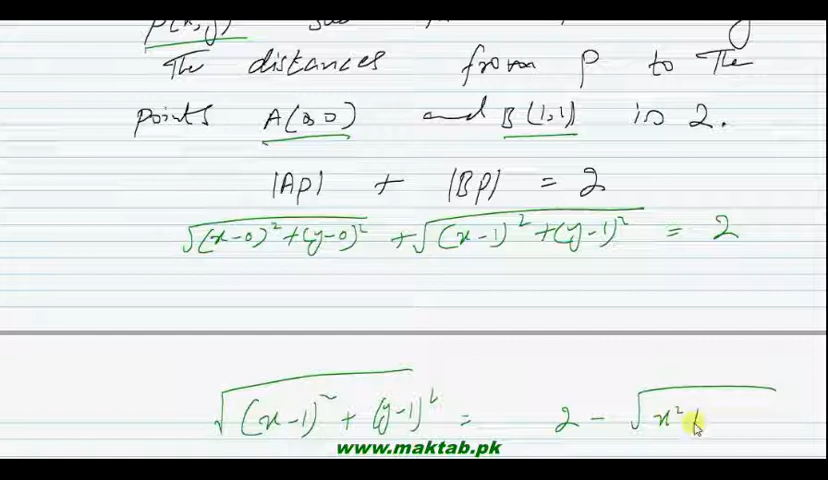 P(x,y)
The distances from P to The
points A(0,0) and B(1,1) is 2.
|AP| + |BP| = 2
√(x-0)²+(y-0)² + √(x-1)²+(y-1)² = 2
√(x-1)²+(y-1)² = 2 - √x²
www.maktab.pk